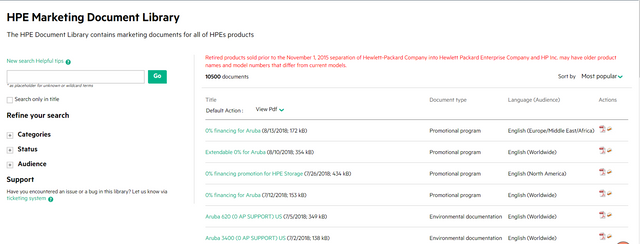 HPE Marketing Document Library
The HPE Document Library contains marketing documents for all of HPEs products
New search Helpful tips ?
Go
* as placeholder for unknown or wildcard terms
Search only in title
Refine your search
+ Categories
+ Status
+ Audience
Support
Have you encountered an issue or a bug in this library? Let us know via
ticketing system ?
Retired products sold prior to the November 1, 2015 separation of Hewlett-Packard Company into Hewlett Packard Enterprise Company and HP Inc. may have older product
names and model numbers that differ from current models.
10500 documents
Sort by Most popular
Title Document type Language (Audience) Actions
Default Action : View Pdf
0% financing for Aruba (8/13/2018; 172 kB) Promotional program English (Europe/Middle East/Africa)
Extendable 0% for Aruba (8/10/2018; 354 kB) Promotional program English (Worldwide)
0% financing promotion for HPE Storage (7/26/2018; 434 kB) Promotional program English (North America)
0% financing for Aruba (7/12/2018; 153 kB) Promotional program English (Worldwide)
Aruba 620 (0 AP SUPPORT) US (7/5/2018; 349 kB) Environmental documentation English (Worldwide)
Aruba 3400 (0 AP SUPPORT) US (7/2/2018; 138 kB) Environmental documentation English (Worldwide)